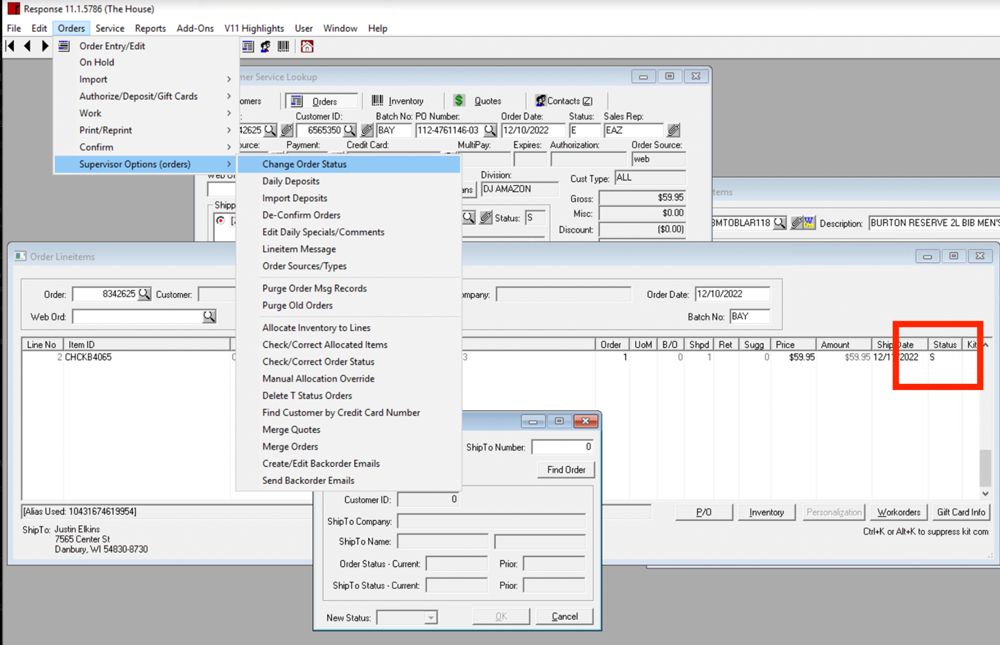 Response 11.1.5786 (The House)
File Edit Orders Service Reports Add-Ons V11 Highlights User Window Help
Order Entry/Edit
On Hold
Import
Authorize/Deposit/Gift Cards
Work
Print/Reprint
Confirm
Supervisor Options (orders)
Change Order Status
Daily Deposits
Import Deposits
De-Confirm Orders
Edit Daily Specials/Comments
Lineitem Message
Order Sources/Types
Purge Order Msg Records
Purge Old Orders
Allocate Inventory to Lines
Check/Correct Allocated Items
Check/Correct Order Status
Manual Allocation Override
Delete T Status Orders
Find Customer by Credit Card Number
Merge Quotes
Merge Orders
Create/Edit Backorder Emails
Send Backorder Emails
mer Service Lookup
omers Orders Inventory Quotes Contacts (Z)
Customer ID: Batch No: PO Number: Order Date: Status: Sales Rep:
42625 6565350 BAY 112-4761146-03 12/10/2022 E EAZ
ource: Payment: Credit Card: MultiPay: Expires: Authorization: Order Source:
web
Division: Cust Type: ALL
ans DJ AMAZON
Gross: $59.95
Misc: $0.00
Discount: ($0.00)
Shipp
Status: S
tems
BMTOBLAR118 Description: BURTON RESERVE 2L BIB MEN'S
Order Lineitems
Order: 8342625 Customer: ompany: Order Date: 12/10/2022
Web Ord: Batch No: BAY
Line No Item ID Order UoM B/O Shpd Ret Sugg Price Amount Ship Date Status Kit
2 CHCKB4065 3 1 0 1 0 $59.95 $59.95 12/11/2022 S
[Alias Used: 10431674619954]
P/O Inventory Personalization Workorders Gift Card Info
ShipTo: Justin Elkins
7565 Center St
Danbury, WI 54830-8730
Ctrl+K or Alt+K to suppress kit com
ShipTo Number: 0
Find Order
Customer ID: 0
ShipTo Company:
ShipTo Name:
Order Status - Current: Prior:
ShipTo Status - Current: Prior:
New Status: OK Cancel